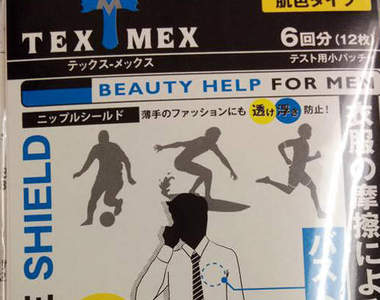 肌色タイプ
TEX MEX
テックス-メックス
6回分(12枚)
テスト用小パッチ
BEAUTY HELP FOR MEN
ニップルシールド
薄手のファッションにも 透け 浮き 防止!
SHIELD
衣服の摩擦によ
バス